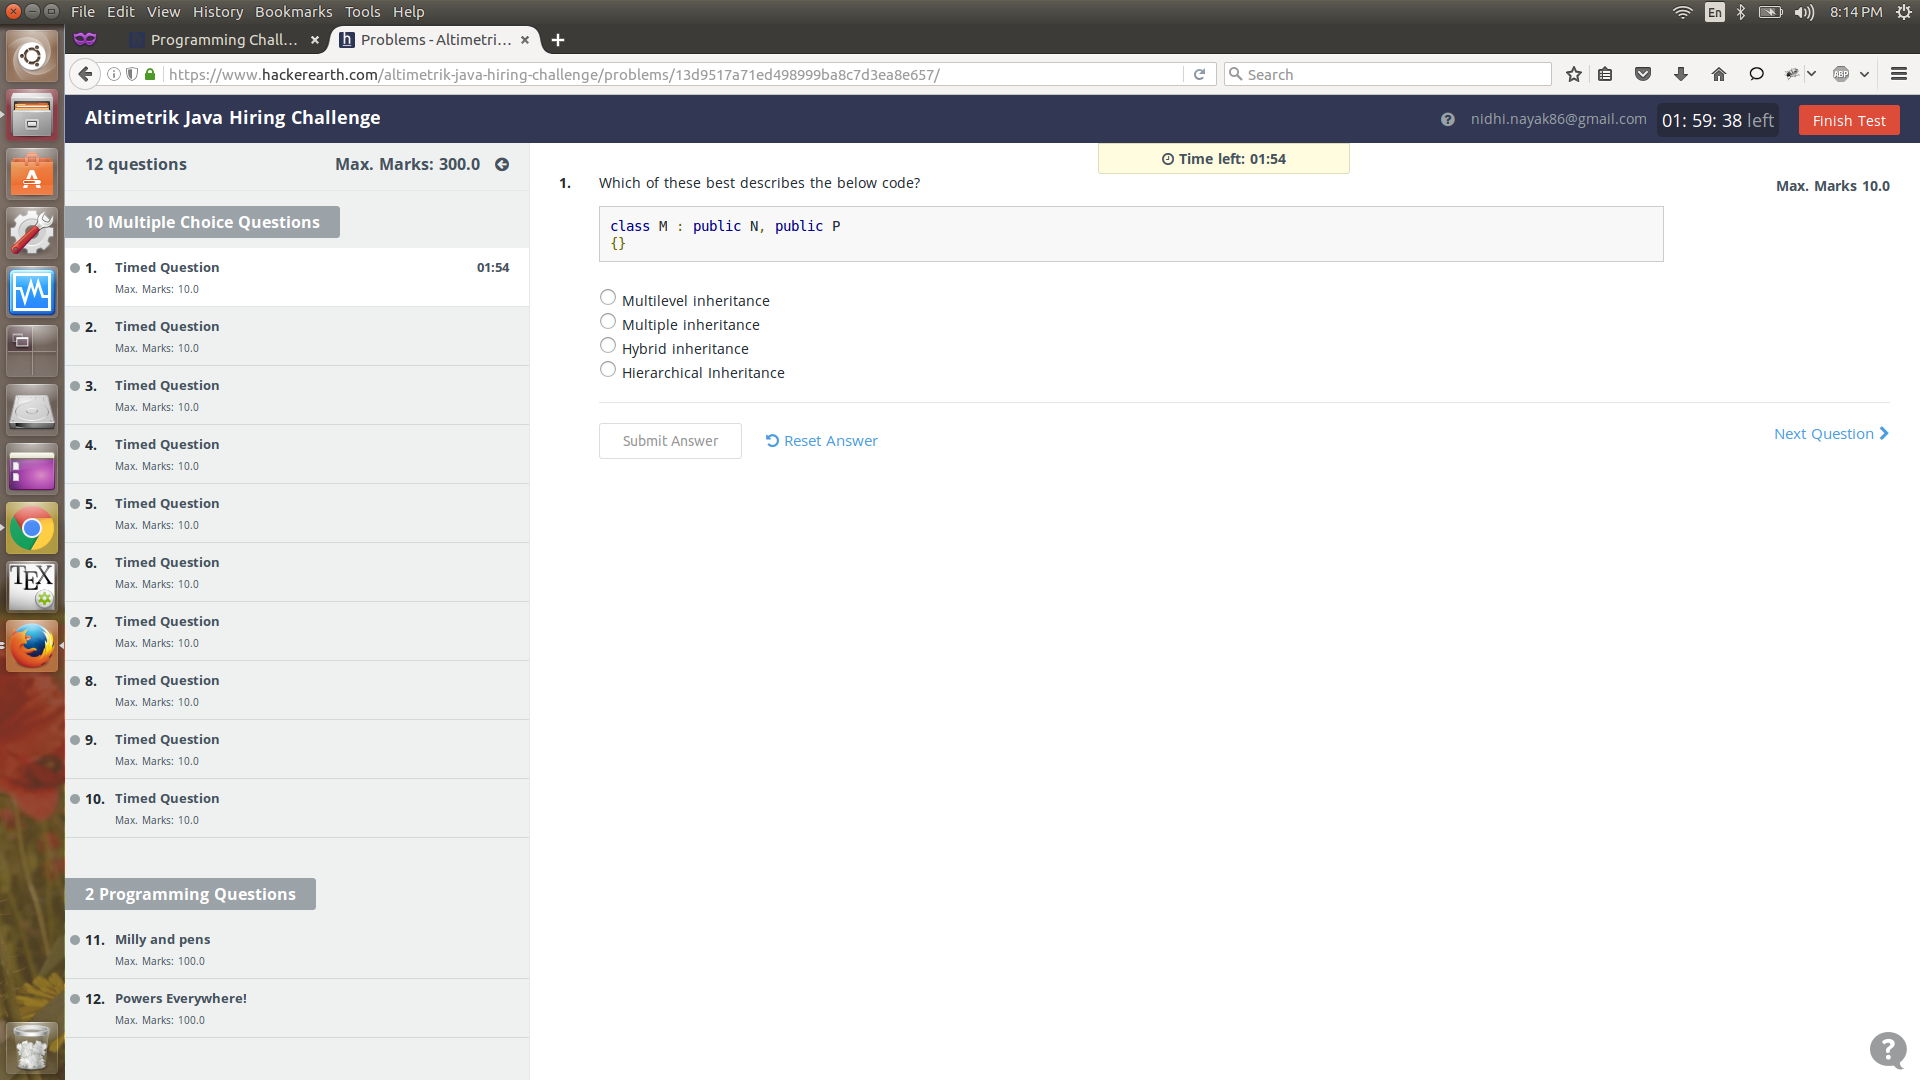 File Edit View History Bookmarks Tools Help
En
8:14 PM
Programming Chall... ×
h Problems - Altimetri... ×
https://www.hackerearth.com/altimetrik-java-hiring-challenge/problems/13d9517a71ed498999ba8c7d3ea8e657/
Search
ABP
Altimetrik Java Hiring Challenge
nidhi.nayak86@gmail.com
01: 59: 38 left
Finish Test
12 questions
Max. Marks: 300.0
Time left: 01:54
10 Multiple Choice Questions
1. Timed Question 01:54
Max. Marks: 10.0
2. Timed Question
Max. Marks: 10.0
3. Timed Question
Max. Marks: 10.0
4. Timed Question
Max. Marks: 10.0
5. Timed Question
Max. Marks: 10.0
6. Timed Question
Max. Marks: 10.0
7. Timed Question
Max. Marks: 10.0
8. Timed Question
Max. Marks: 10.0
9. Timed Question
Max. Marks: 10.0
10. Timed Question
Max. Marks: 10.0
2 Programming Questions
11. Milly and pens
Max. Marks: 100.0
12. Powers Everywhere!
Max. Marks: 100.0
1. Which of these best describes the below code?
Max. Marks 10.0
class M : public N, public P
{}
Multilevel inheritance
Multiple inheritance
Hybrid inheritance
Hierarchical Inheritance
Submit Answer
Reset Answer
Next Question
A
TEX
?